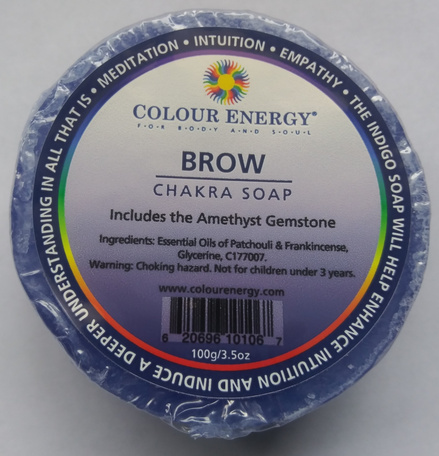 MEDITATION • INTUITION • EMPATHY • THE INDIGO SOAP WILL HELP ENHANCE INTUITION AND INDUCE A DEEPER UNDERSTANDING IN ALL THAT IS •
COLOUR ENERGY®
FOR BODY AND SOUL
BROW
CHAKRA SOAP
Includes the Amethyst Gemstone
Ingredients: Essential Oils of Patchouli & Frankincense,
Glycerine, C177007.
Warning: Choking hazard. Not for children under 3 years.
www.colourenergy.com
6 20696 10106 7
100g/3.5oz